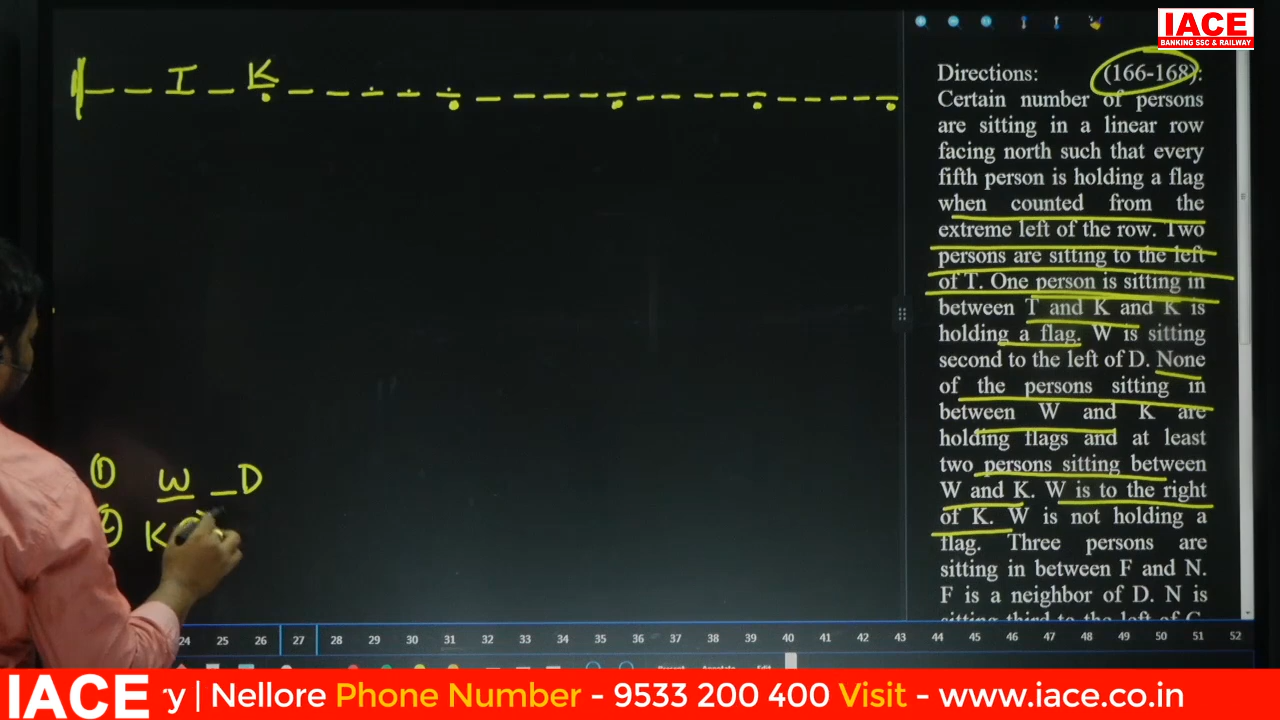 IACE
BANKING SSC & RAILWAY
I K
Directions: (166-168):
Certain number of persons
are sitting in a linear row
facing north such that every
fifth person is holding a flag
when counted from the
extreme left of the row. Two
persons are sitting to the left
of T. One person is sitting in
between T and K and K is
holding a flag. W is sitting
second to the left of D. None
of the persons sitting in
between W and K are
holding flags and at least
two persons sitting between
W and K. W is to the right
of K. W is not holding a
flag. Three persons are
sitting in between F and N.
F is a neighbor of D. N is
sitting third to the left of C.
① W _ D
② K
24 25 26 27 28 29 30 31 32 33 34 35 36 37 38 39 40 41 42 43 44 45 46 47 48 49 50 51 52
IACE y | Nellore Phone Number - 9533 200 400 Visit - www.iace.co.in